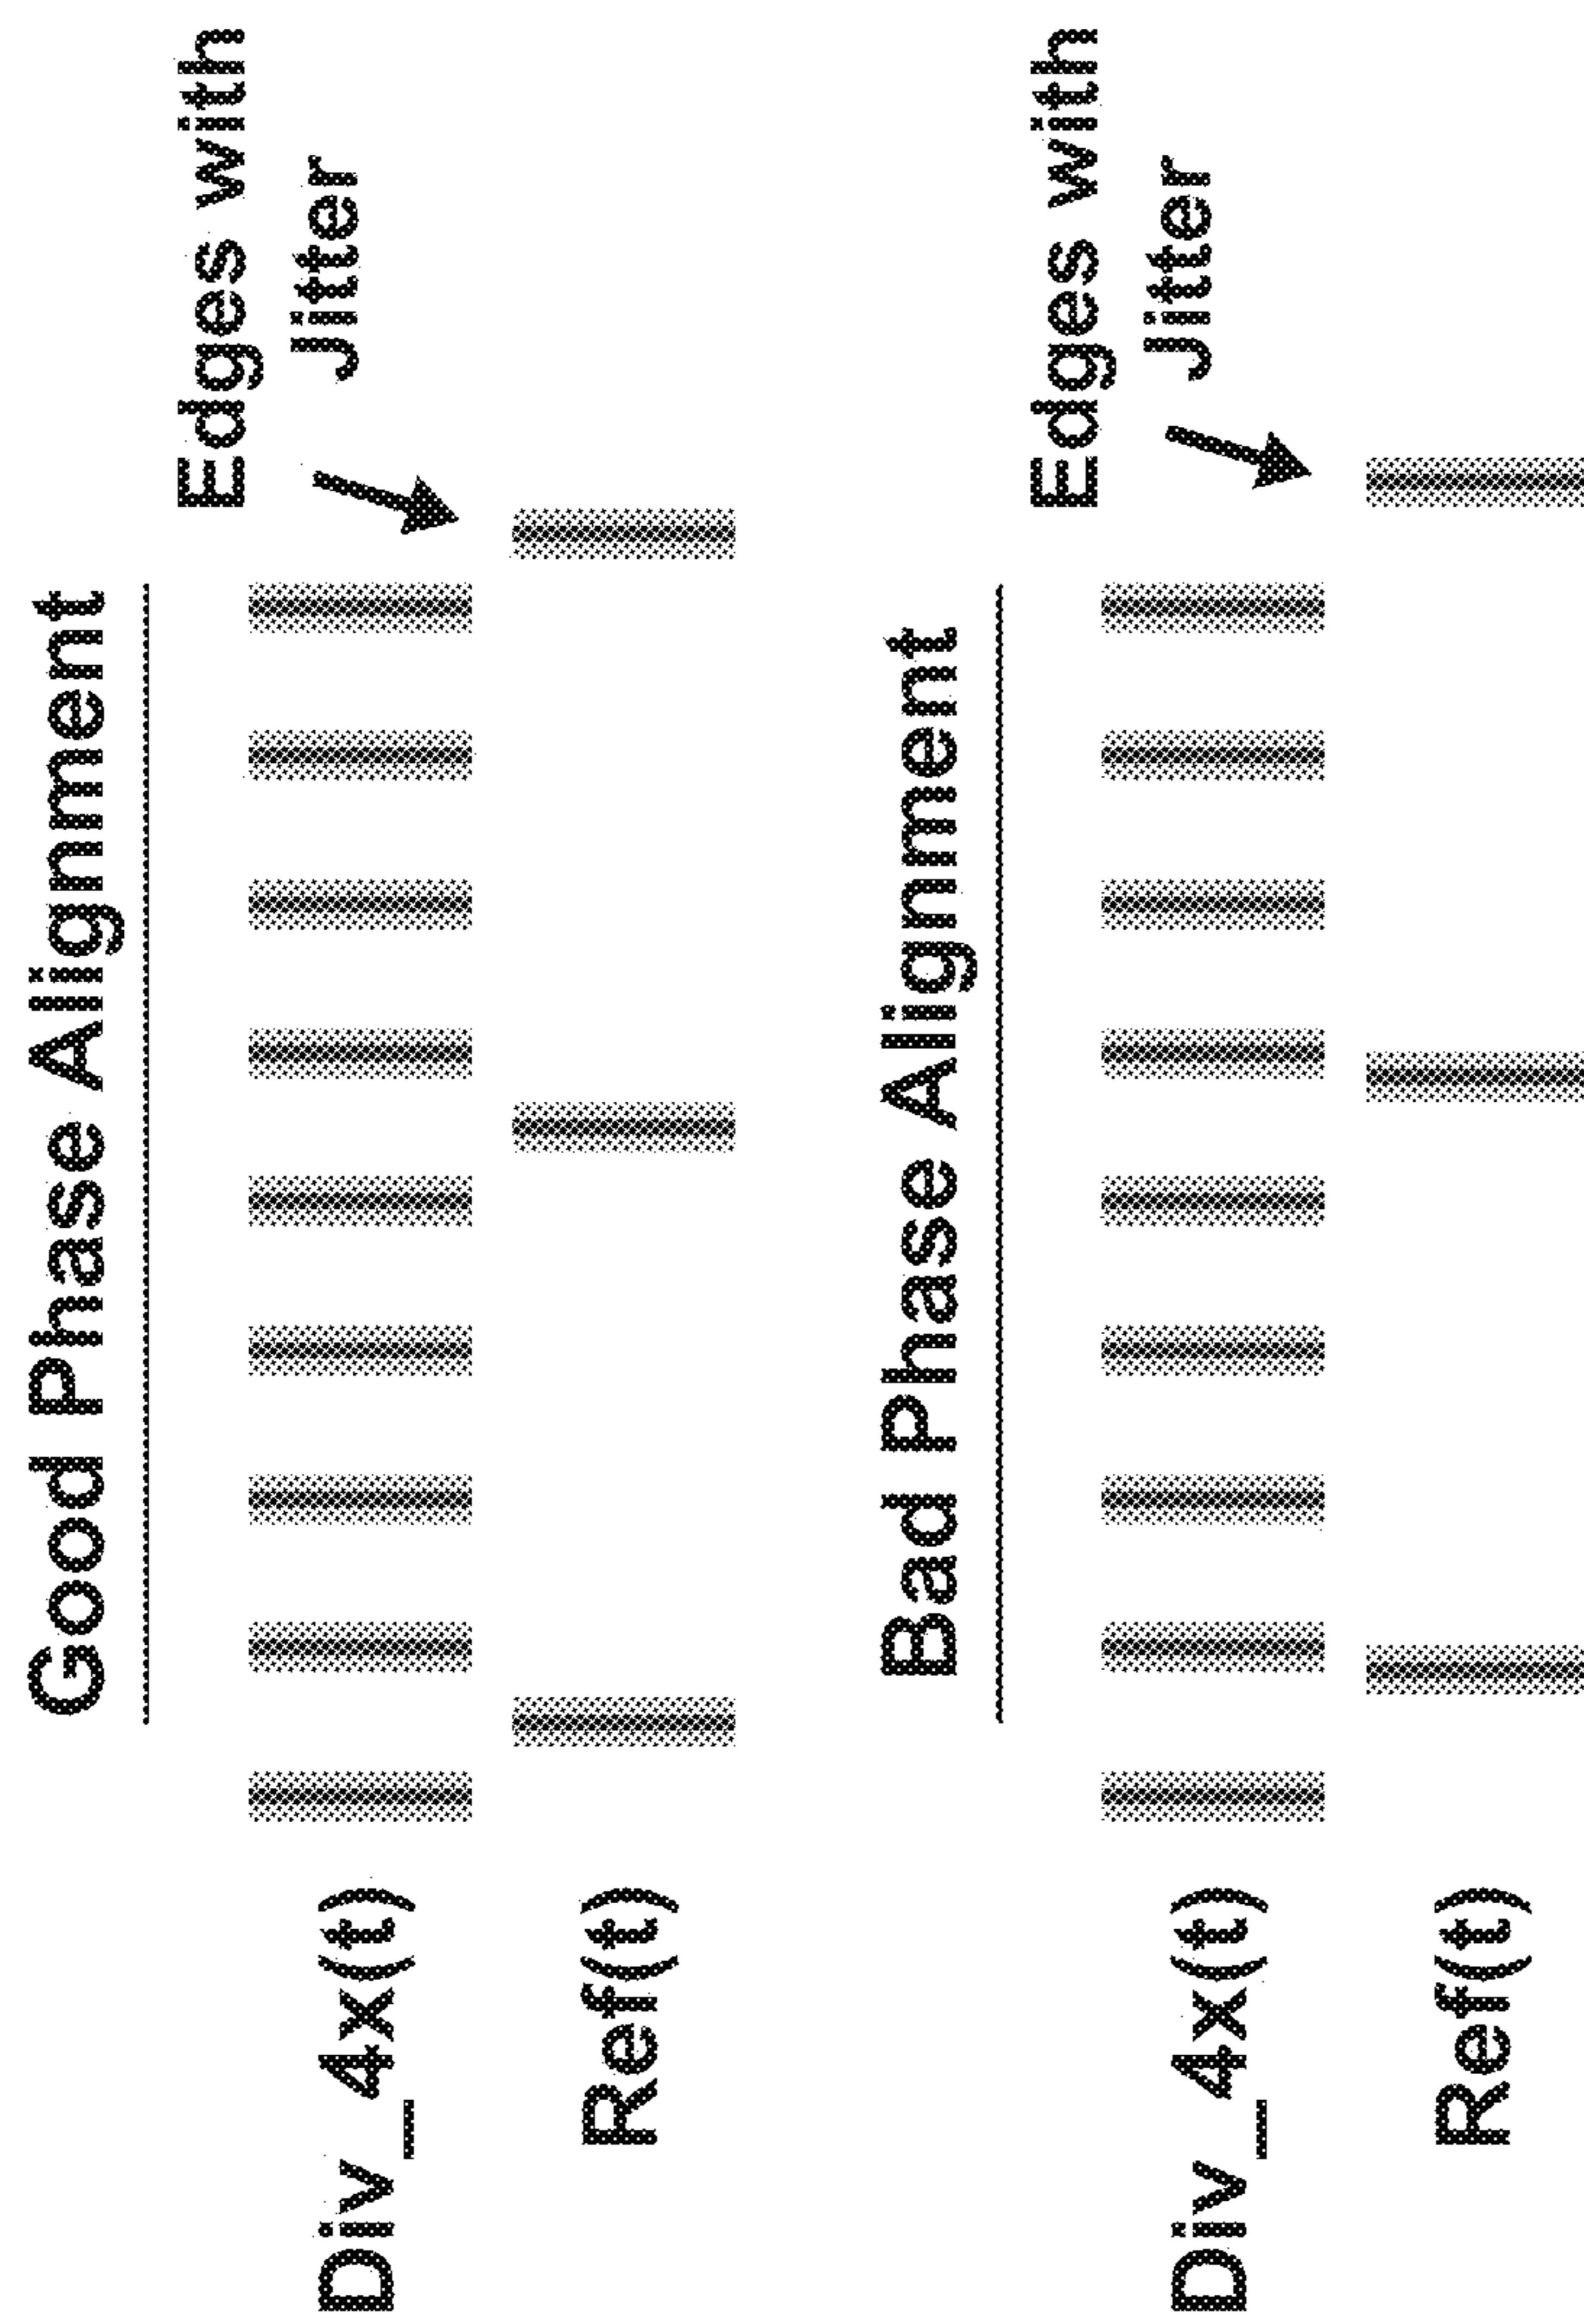 Good Phase Alignment
Edges with
Jitter
Div_4x(t)
Ref(t)
Bad Phase Alignment
Edges with
Jitter
Div_4x(t)
Ref(t)